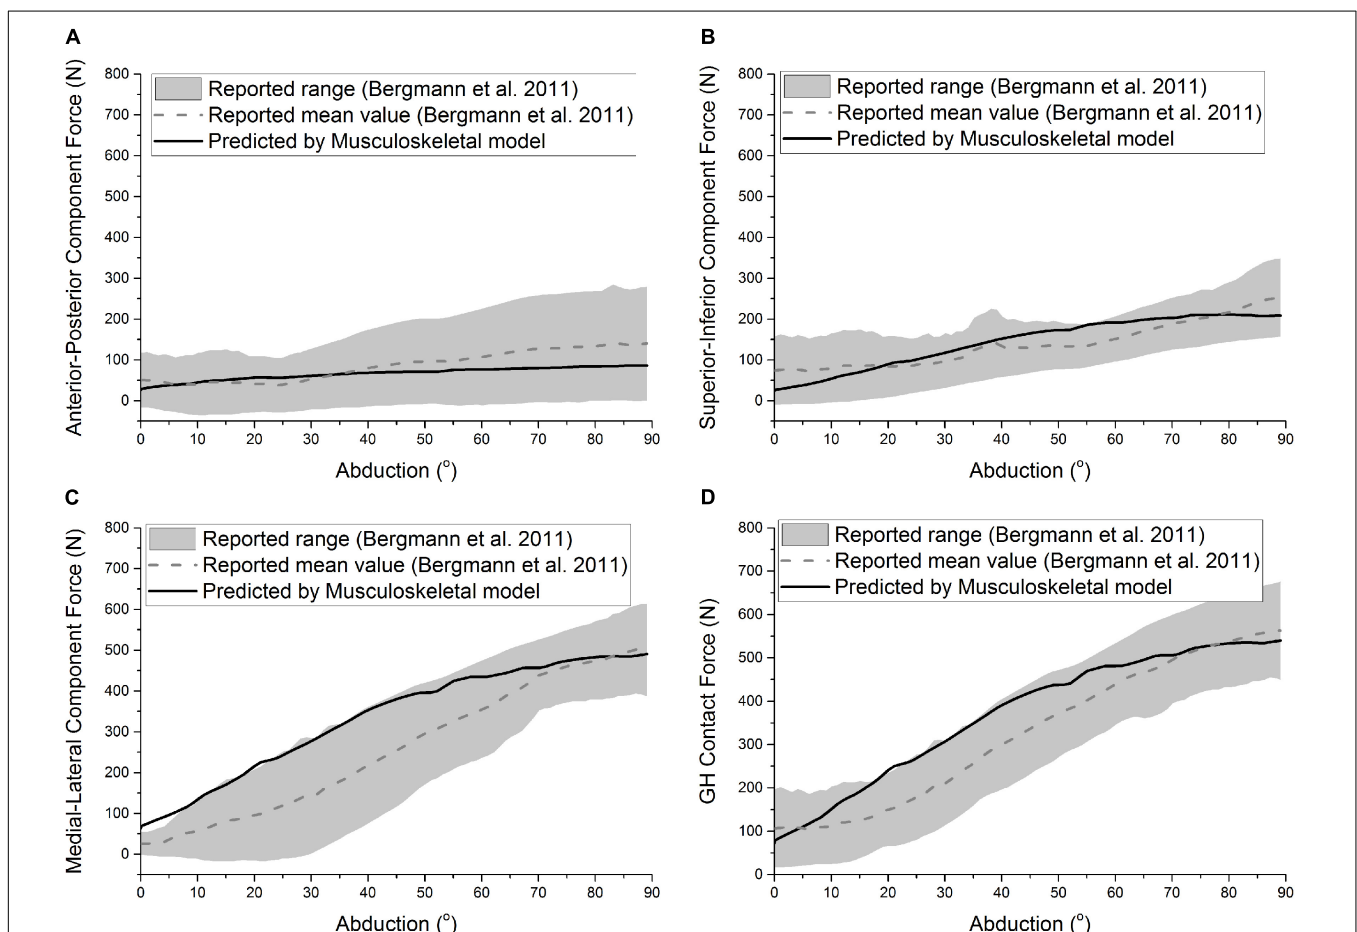 A
Anterior-Posterior Component Force (N)
800
700
600
500
400
300
200
100
0
Reported range (Bergmann et al. 2011)
Reported mean value (Bergmann et al. 2011)
Predicted by Musculoskeletal model
0 10 20 30 40 50 60 70 80 90
Abduction (º)
B
Superior-Inferior Component Force (N)
800
700
600
500
400
300
200
100
0
Reported range (Bergmann et al. 2011)
Reported mean value (Bergmann et al. 2011)
Predicted by Musculoskeletal model
0 10 20 30 40 50 60 70 80 90
Abduction (º)
C
Medial-Lateral Component Force (N)
800
700
600
500
400
300
200
100
0
Reported range (Bergmann et al. 2011)
Reported mean value (Bergmann et al. 2011)
Predicted by Musculoskeletal model
0 10 20 30 40 50 60 70 80 90
Abduction (º)
D
GH Contact Force (N)
800
700
600
500
400
300
200
100
0
Reported range (Bergmann et al. 2011)
Reported mean value (Bergmann et al. 2011)
Predicted by Musculoskeletal model
0 10 20 30 40 50 60 70 80 90
Abduction (º)